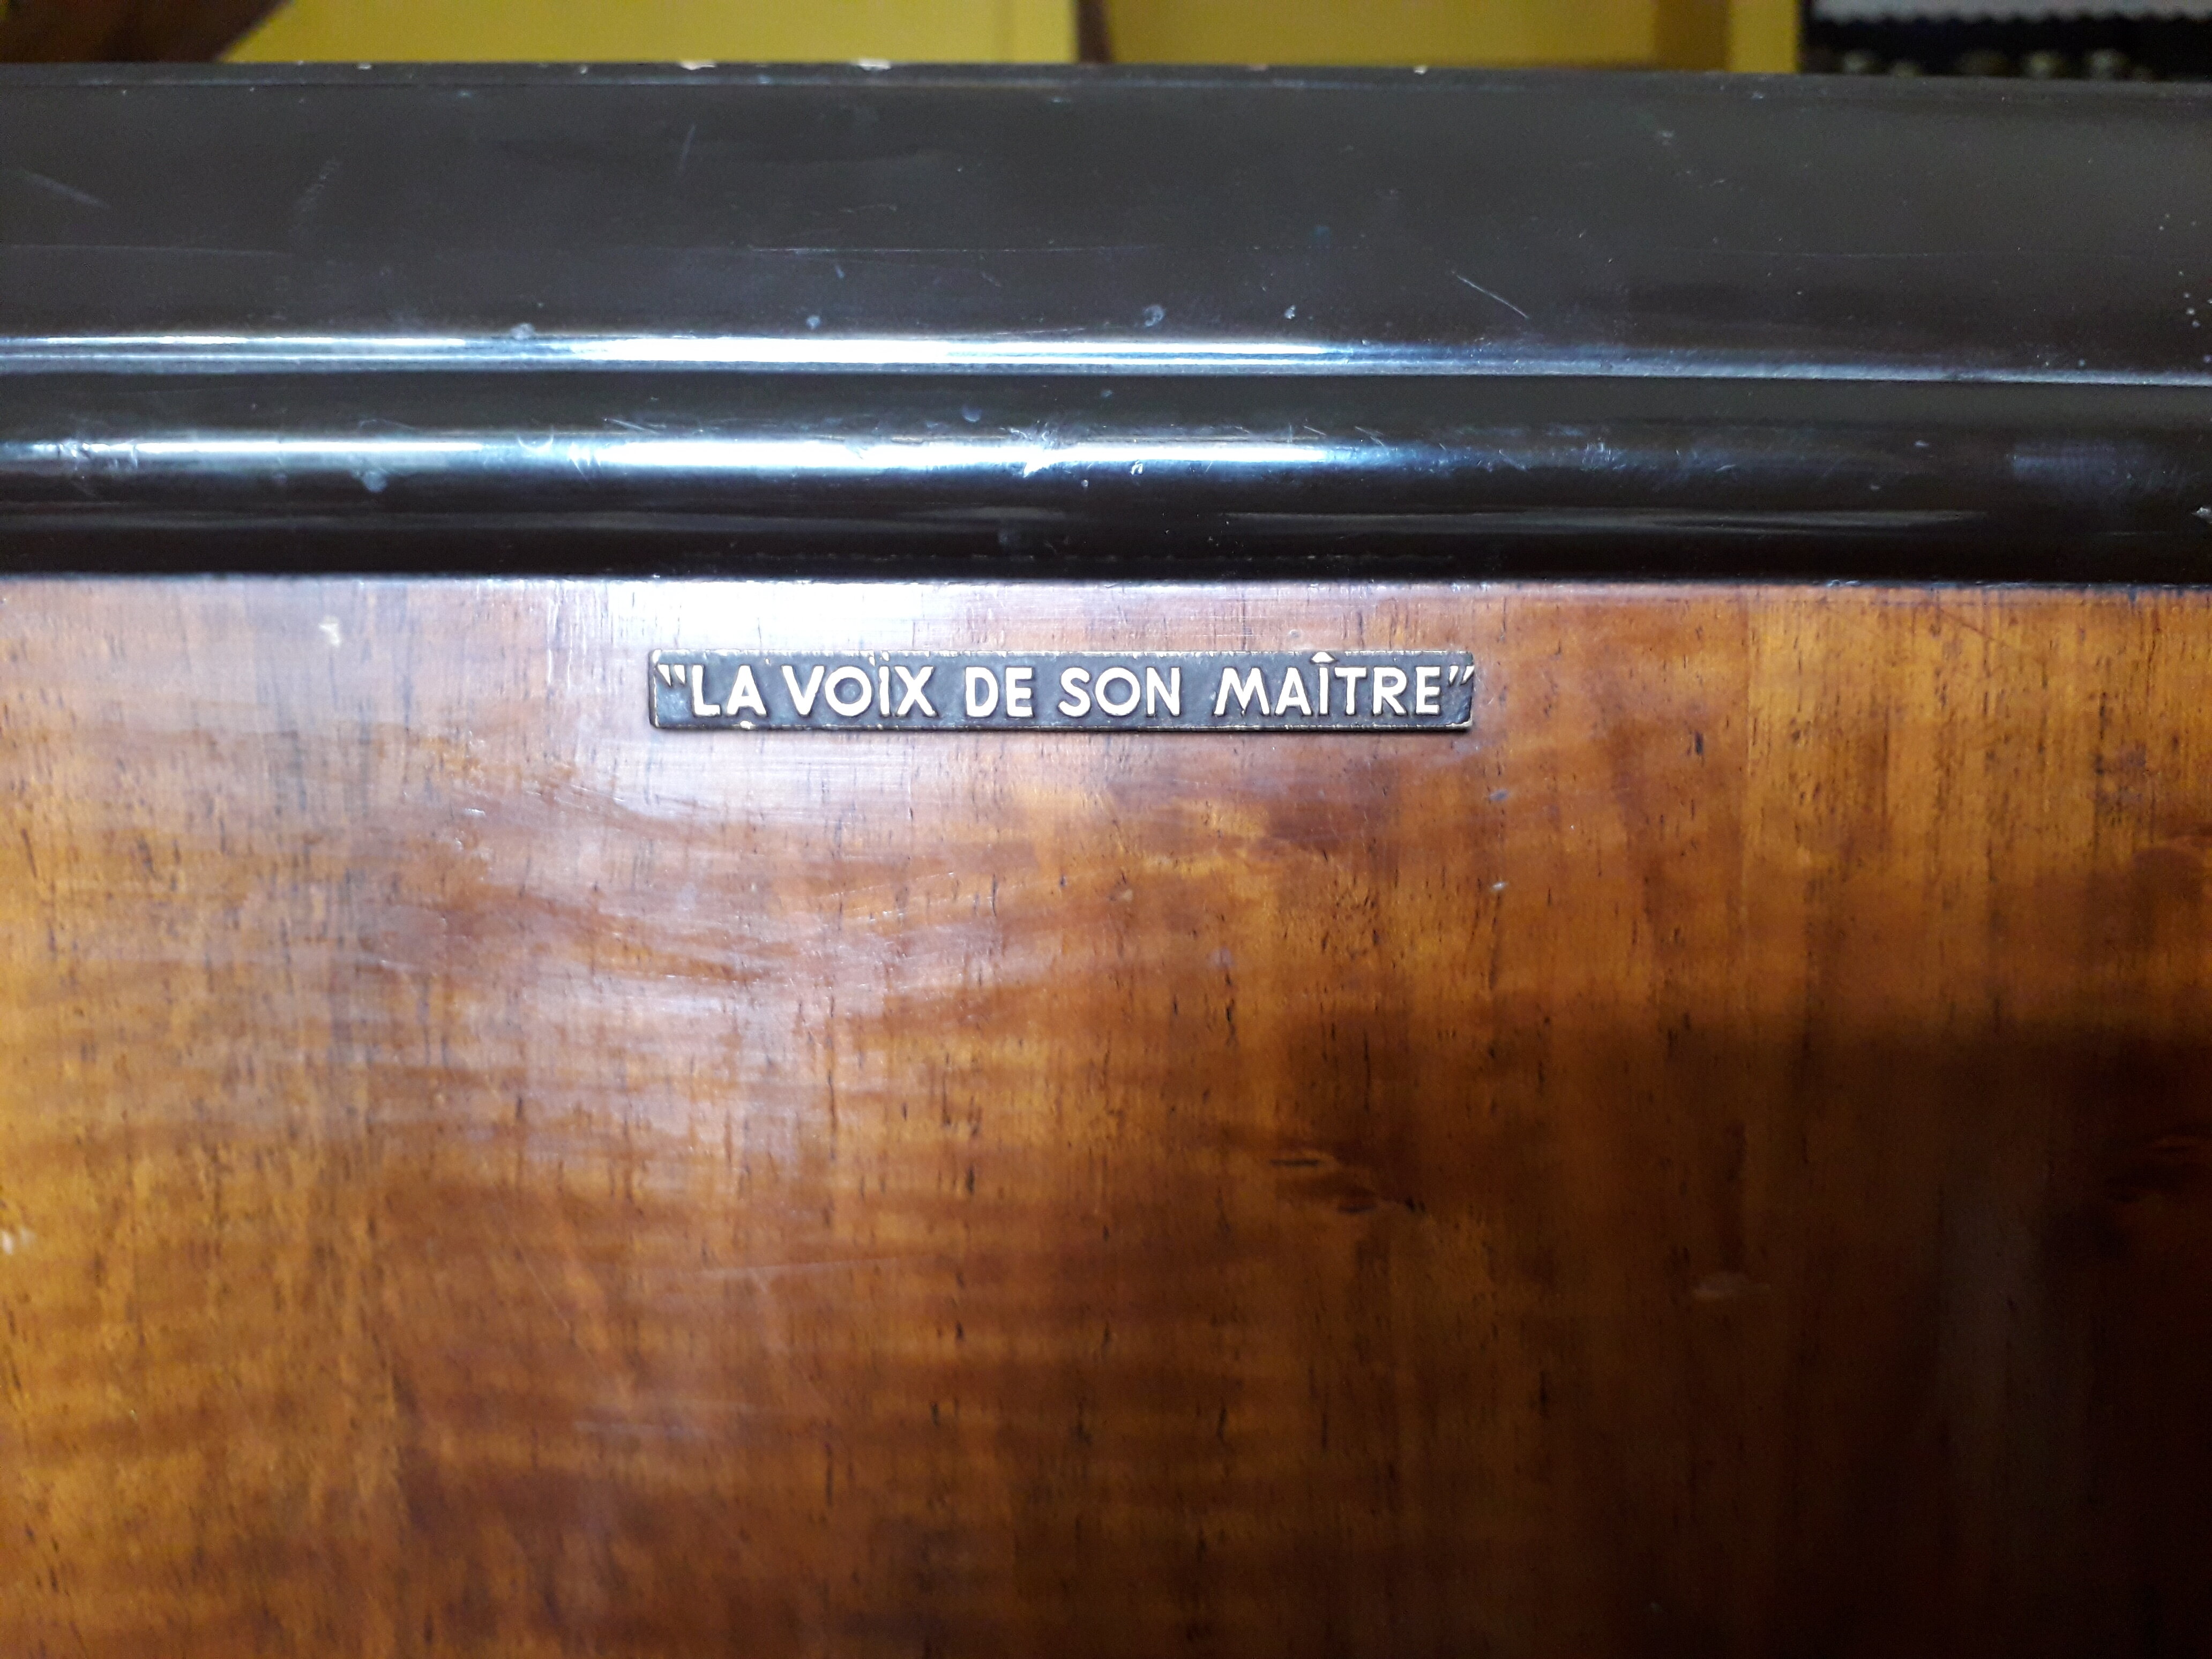 "LA VOIX DE SON MAÎTRE"